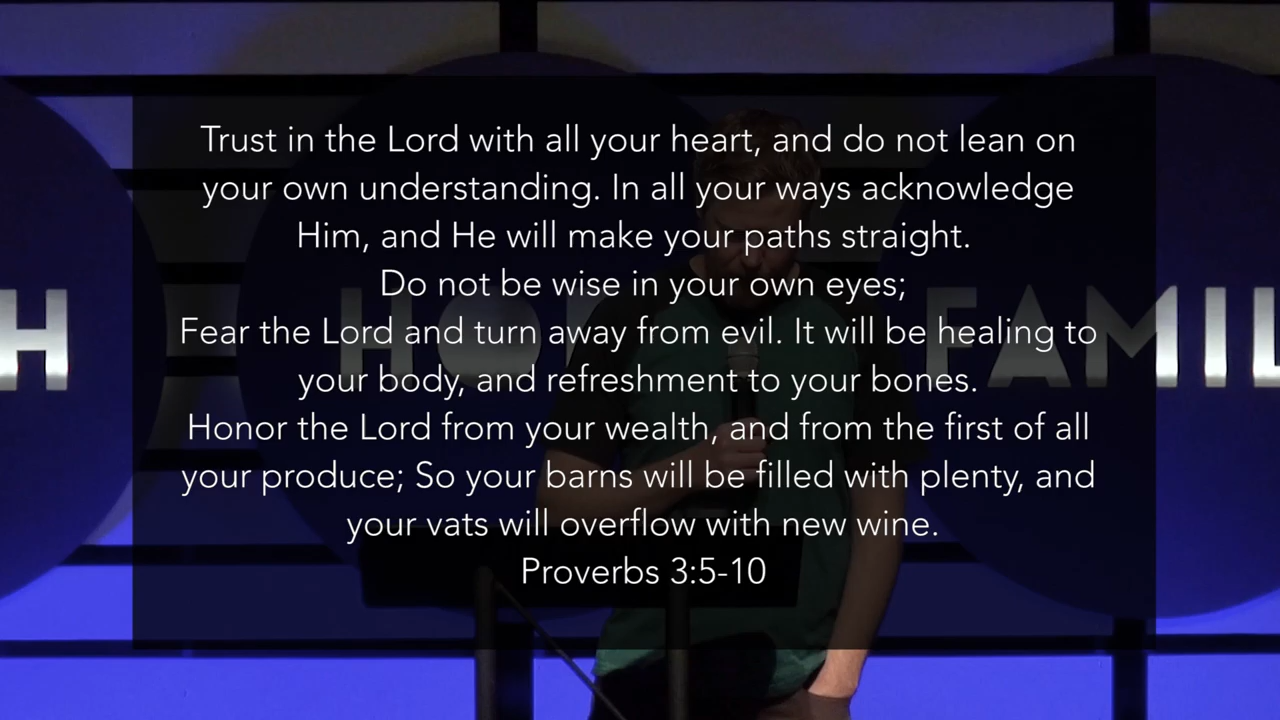 Trust in the Lord with all your heart, and do not lean on
your own understanding. In all your ways acknowledge
Him, and He will make your paths straight.
Do not be wise in your own eyes;
Fear the Lord and turn away from evil. It will be healing to
your body, and refreshment to your bones.
Honor the Lord from your wealth, and from the first of all
your produce; So your barns will be filled with plenty, and
your vats will overflow with new wine.
Proverbs 3:5-10
H
HO
FAMIL